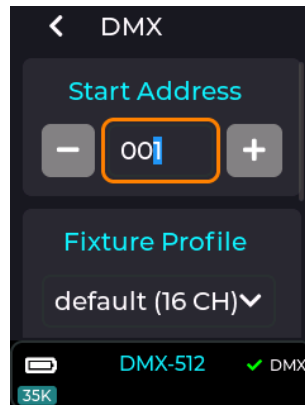 DMX
Start Address
001
Fixture Profile
default (16 CH)
DMX-512
DMX
35K